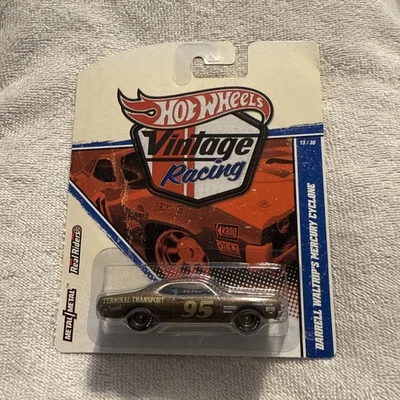 HOT WHEELS
Vintage
Racing
13/30
DARRELL WALTRIP'S MERCURY CYCLONE
METAL/METAL
Real Riders
TERMINAL TRANSPORT
95